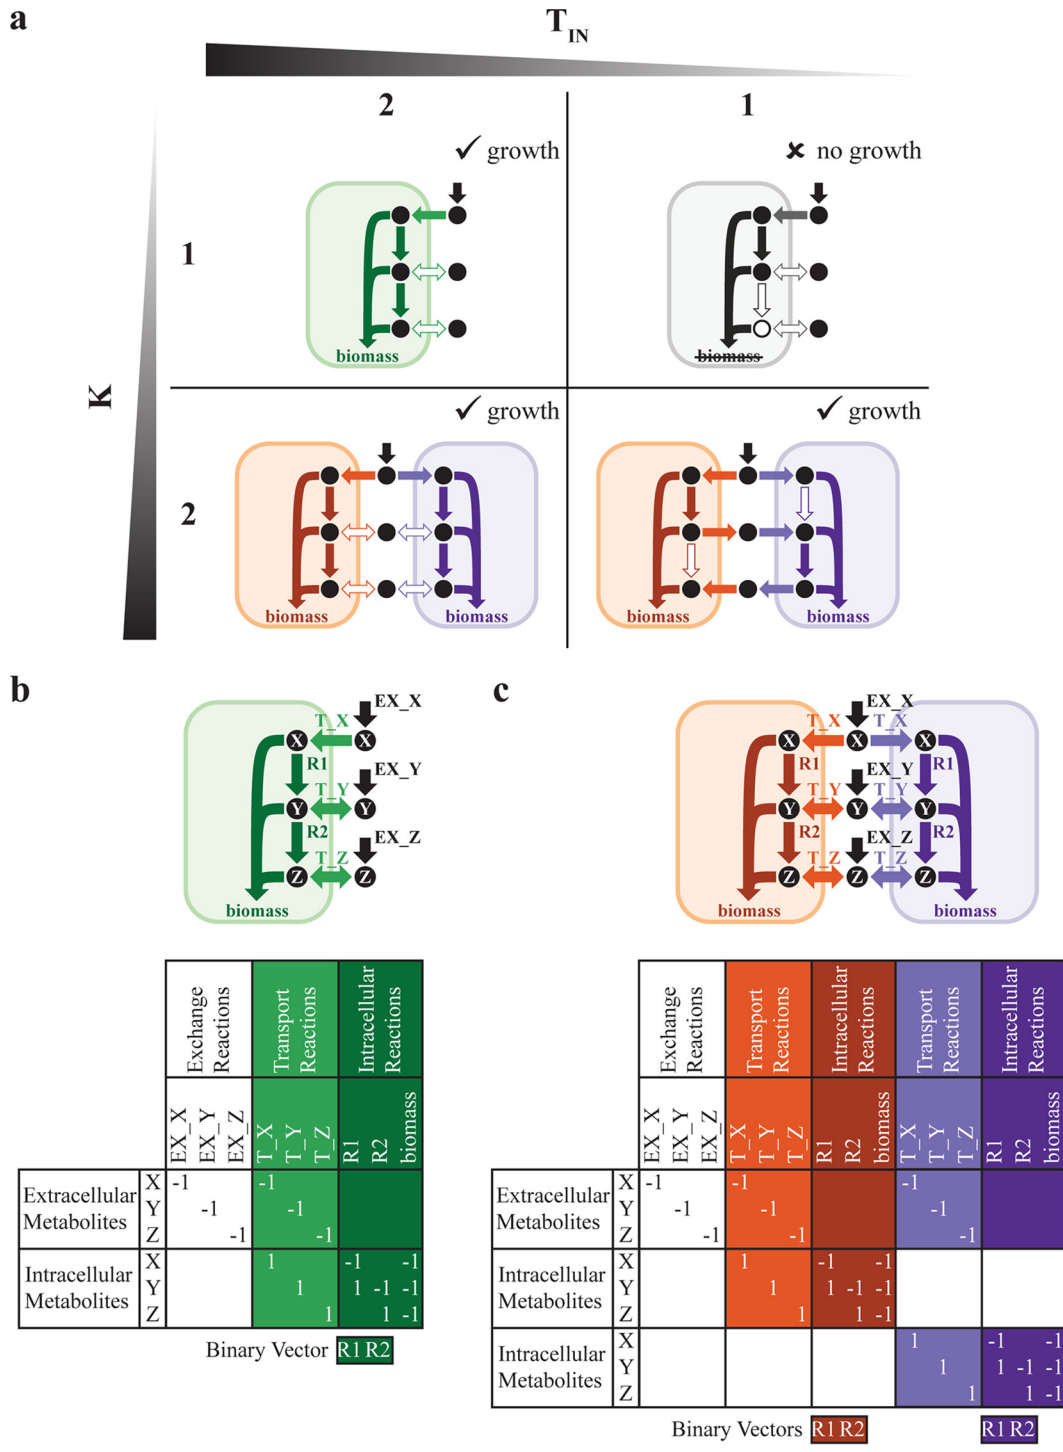 a
T_IN
2
1
✓ growth
✘ no growth
1
biomass
biomass
K
✓ growth
✓ growth
2
biomass
biomass
biomass
biomass
b
EX_X
T_X
X X
R1
EX_Y
T_Y
Y Y
R2
EX_Z
T_Z
Z Z
biomass
c
EX_X
T_X T_X
X X X
R1 R1
EX_Y
T_Y T_Y
Y Y Y
R2 R2
EX_Z
T_Z T_Z
Z Z Z
biomass biomass
Exchange
Reactions
Transport
Reactions
Intracellular
Reactions
EX_X
EX_Y
EX_Z
T_X
T_Y
T_Z
R1
R2
biomass
Extracellular
Metabolites
X -1 -1
Y -1 -1
Z -1 -1
Intracellular
Metabolites
X 1 -1 -1
Y 1 1 -1 -1
Z 1 1 -1
Binary Vector R1 R2
Exchange
Reactions
Transport
Reactions
Intracellular
Reactions
Transport
Reactions
Intracellular
Reactions
EX_X
EX_Y
EX_Z
T_X
T_Y
T_Z
R1
R2
biomass
T_X
T_Y
T_Z
R1
R2
biomass
Extracellular
Metabolites
X -1 -1 -1
Y -1 -1 -1
Z -1 -1 -1
Intracellular
Metabolites
X 1 -1 -1
Y 1 1 -1 -1
Z 1 1 -1
Intracellular
Metabolites
X 1 -1 -1
Y 1 1 -1 -1
Z 1 1 -1
Binary Vectors R1 R2 R1 R2